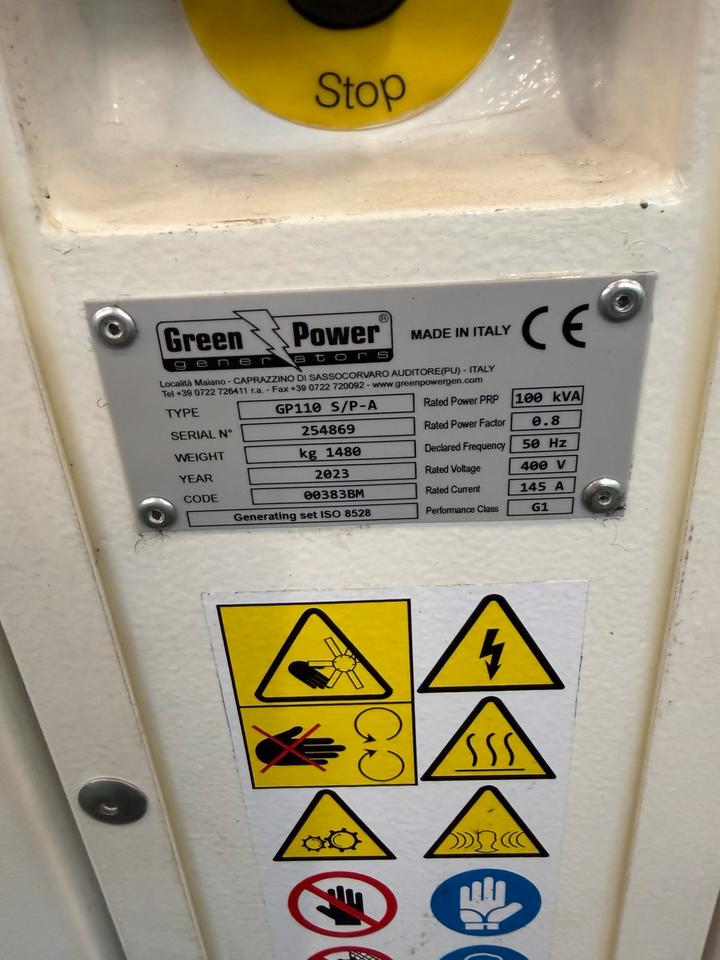 Stop
Green Power®
generators
MADE IN ITALY CE
Località Maiano - CAPRAZZINO DI SASSOCORVARO AUDITORE(PU) - ITALY
Tel +39 0722 726411 r.a. - Fax +39 0722 720092 - www.greenpowergen.com
TYPE GP110 S/P-A
SERIAL N° 254869
WEIGHT kg 1480
YEAR 2023
CODE 00383BM
Generating set ISO 8528
Rated Power PRP 100 kVA
Rated Power Factor 0.8
Declared Frequency 50 Hz
Rated Voltage 400 V
Rated Current 145 A
Performance Class G1